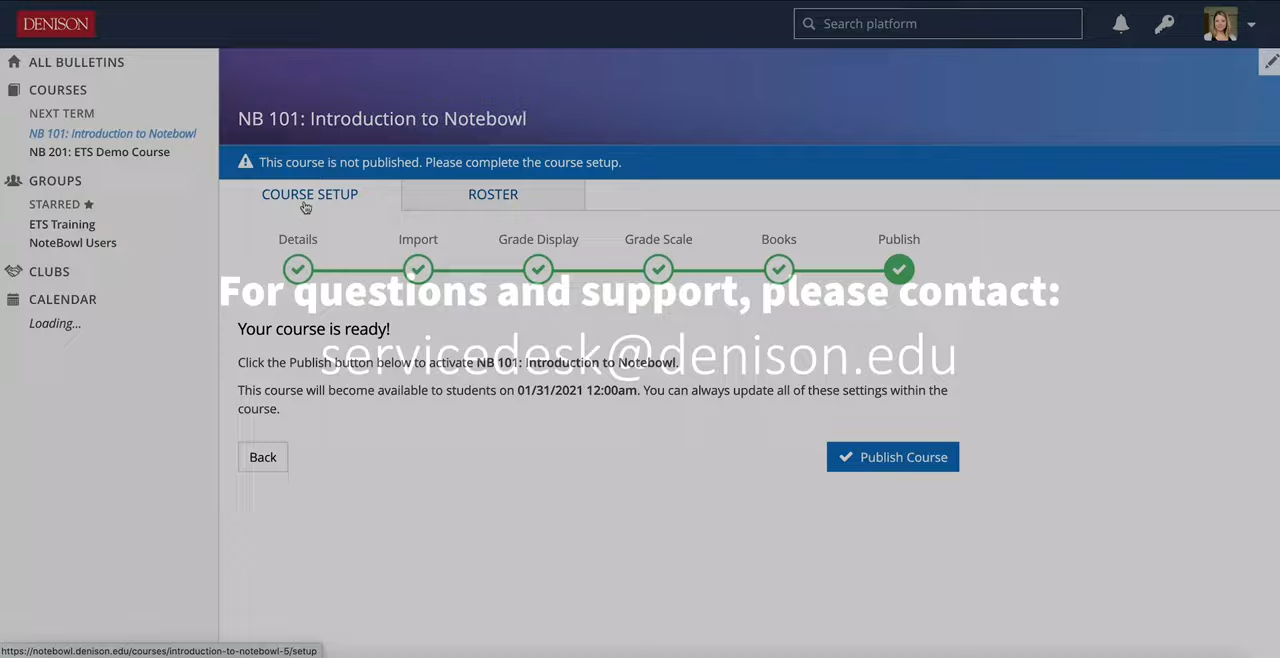 DENISON
Search platform
ALL BULLETINS
COURSES
NEXT TERM
NB 101: Introduction to Notebowl
NB 201: ETS Demo Course
GROUPS
STARRED
ETS Training
NoteBowl Users
CLUBS
CALENDAR
Loading...
NB 101: Introduction to Notebowl
This course is not published. Please complete the course setup.
COURSE SETUP
ROSTER
Details
Import
Grade Display
Grade Scale
Books
Publish
For questions and support, please contact:
Your course is ready!
servicedesk@denison.edu
Click the Publish button below to activate NB 101: Introduction to Notebowl.
This course will become available to students on 01/31/2021 12:00am. You can always update all of these settings within the
course.
Back
Publish Course
https://notebowl.denison.edu/courses/introduction-to-notebowl-5/setup